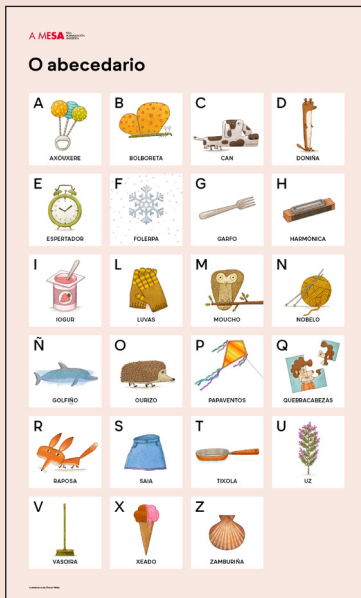 A MESA
O abecedario
A
AXÓUXERE
B
BOLBORETA
C
CAN
D
DONIÑA
E
ESPERTADOR
F
FOLERPA
G
GARFO
H
HARMÓNICA
I
IOGUR
L
LUVAS
M
MOUCHO
N
NOBELO
Ñ
GOLFIÑO
O
OURIZO
P
PAPAVENTOS
Q
QUEBRACABEZAS
R
RAPOSA
S
SAIA
T
TIXOLA
U
UZ
V
VASOIRA
X
XEADO
Z
ZAMBURIÑA